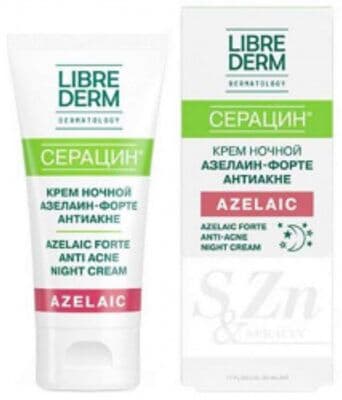 LIBRE
DERM
DERMATOLOGY
СЕРАЦИН®
КРЕМ НОЧНОЙ
АЗЕЛАИН-ФОРТЕ
АНТИАКНЕ
AZELAIC FORTE
ANTI ACNE
NIGHT CREAM
AZELAIC
LIBRE
DERM
DERMATOLOGY
СЕРАЦИН®
КРЕМ НОЧНОЙ
АЗЕЛАИН-ФОРТЕ
АНТИАКНЕ
AZELAIC
AZELAIC FORTE
ANTI-ACNE
NIGHT CREAM
S&Zn